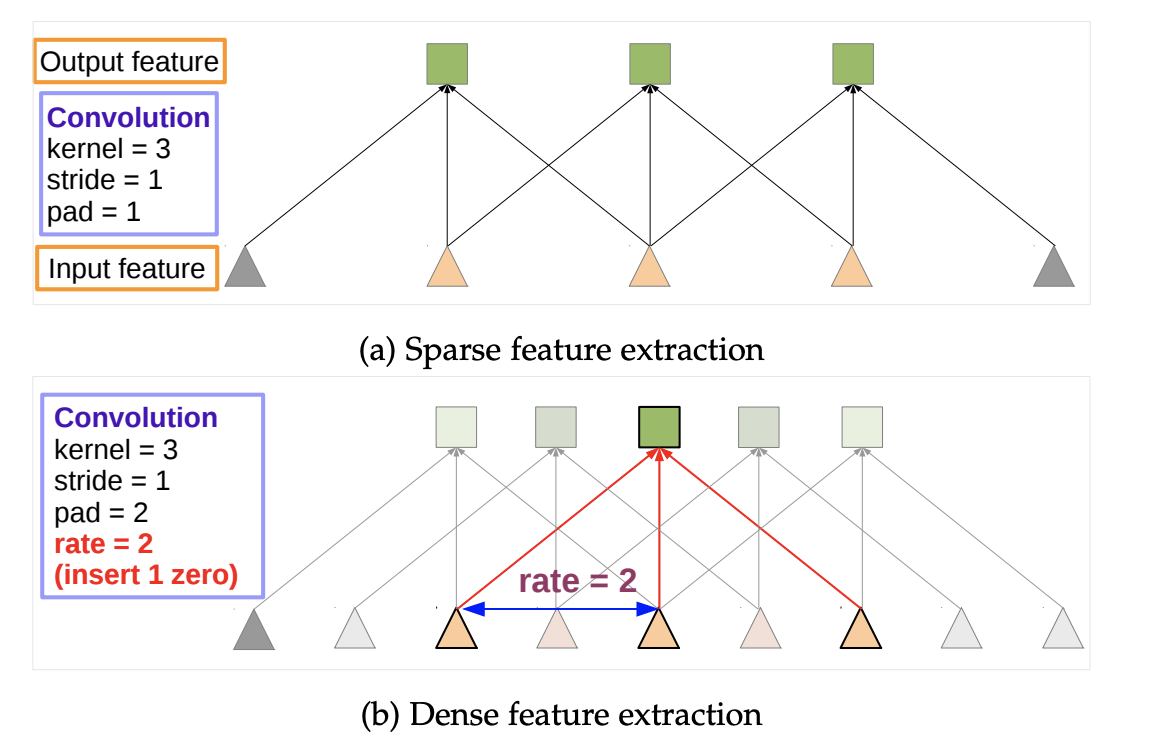 Output feature
Convolution
kernel = 3
stride = 1
pad = 1
Input feature
(a) Sparse feature extraction
Convolution
kernel = 3
stride = 1
pad = 2
rate = 2
(insert 1 zero)
rate = 2
(b) Dense feature extraction